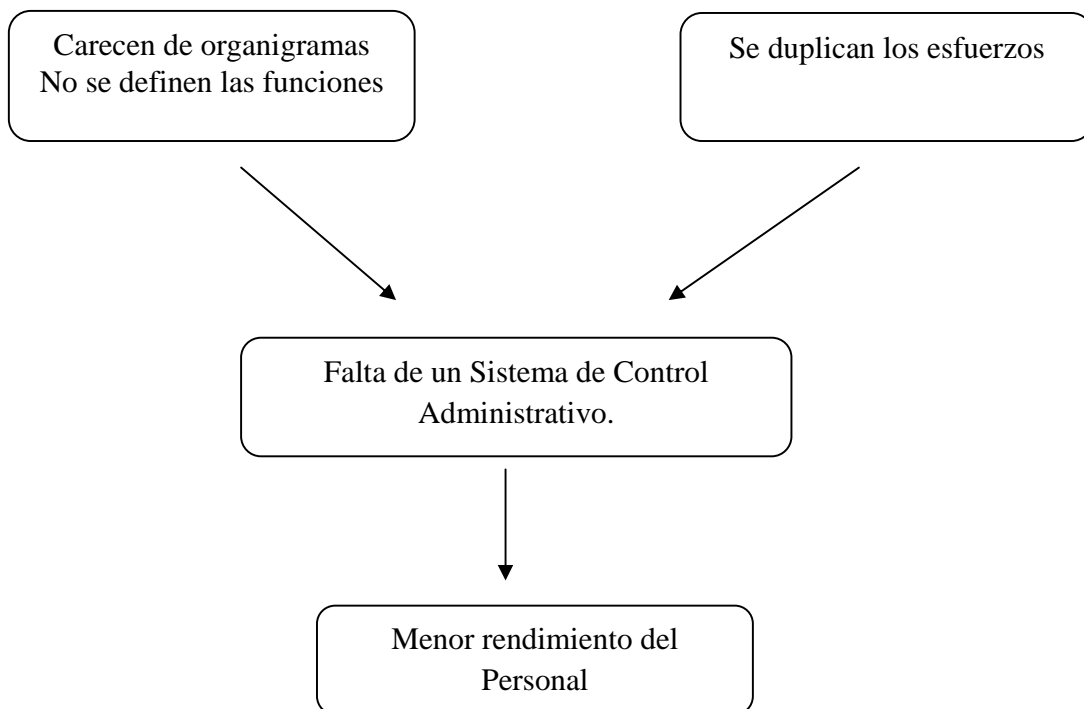 Carecen de organigramas
No se definen las funciones
Se duplican los esfuerzos
Falta de un Sistema de Control
Administrativo.
Menor rendimiento del
Personal